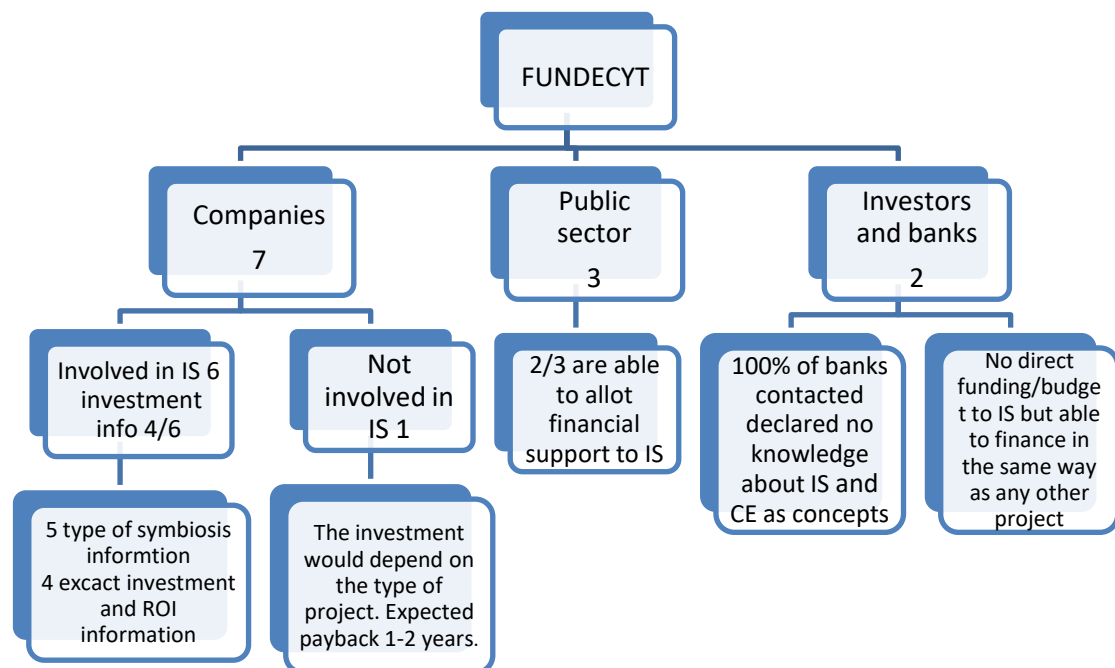 FUNDECYT
Companies
7
Public
sector
3
Investors
and banks
2
Involved in IS 6
investment
info 4/6
Not
involved in
IS 1
2/3 are able
to allot
financial
support to IS
100% of banks
contacted
declared no
knowledge
about IS and
CE as concepts
No direct
funding/budge
t to IS but able
to finance in
the same way
as any other
project
5 type of symbiosis
informtion
4 excact investment
and ROI
information
The investment
would depend on
the type of
project. Expected
payback 1-2 years.